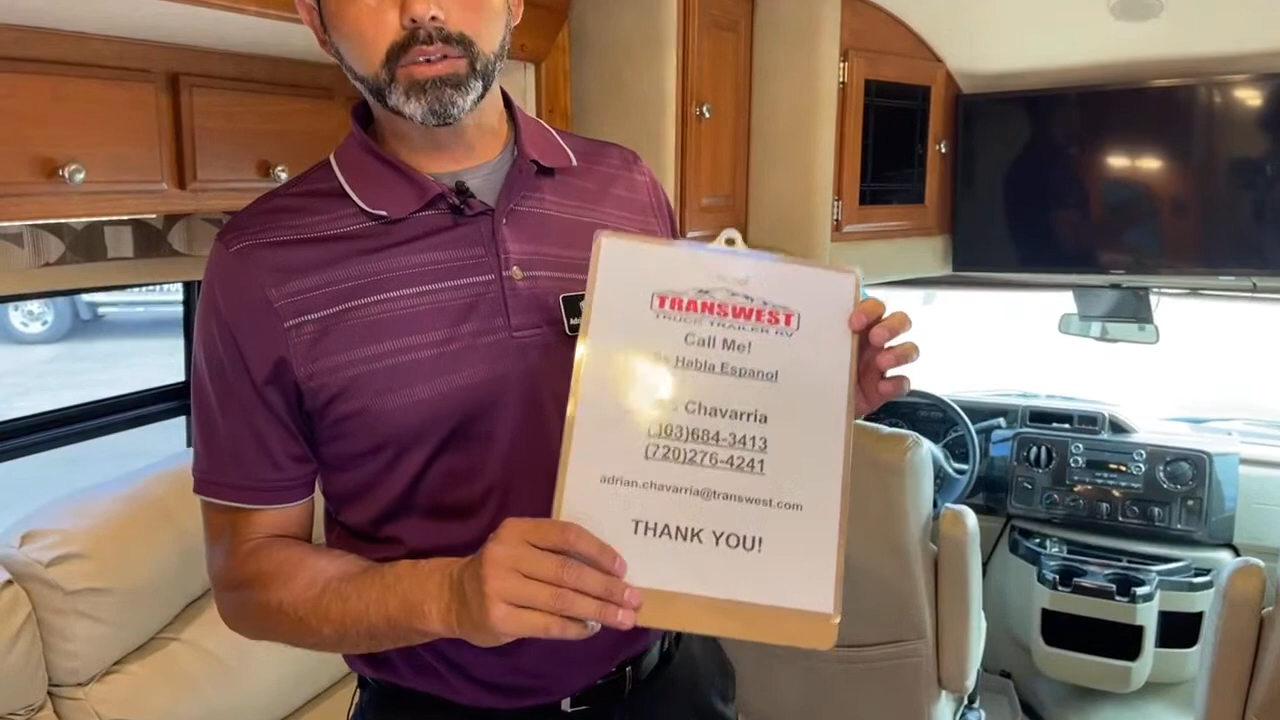 TRANSWEST
TRUCK TRAILER RV
Call Me!
Habla Espanol
Chavarria
03)684-3413
(720)276-4241
adrian.chavarria@transwest.com
THANK YOU!